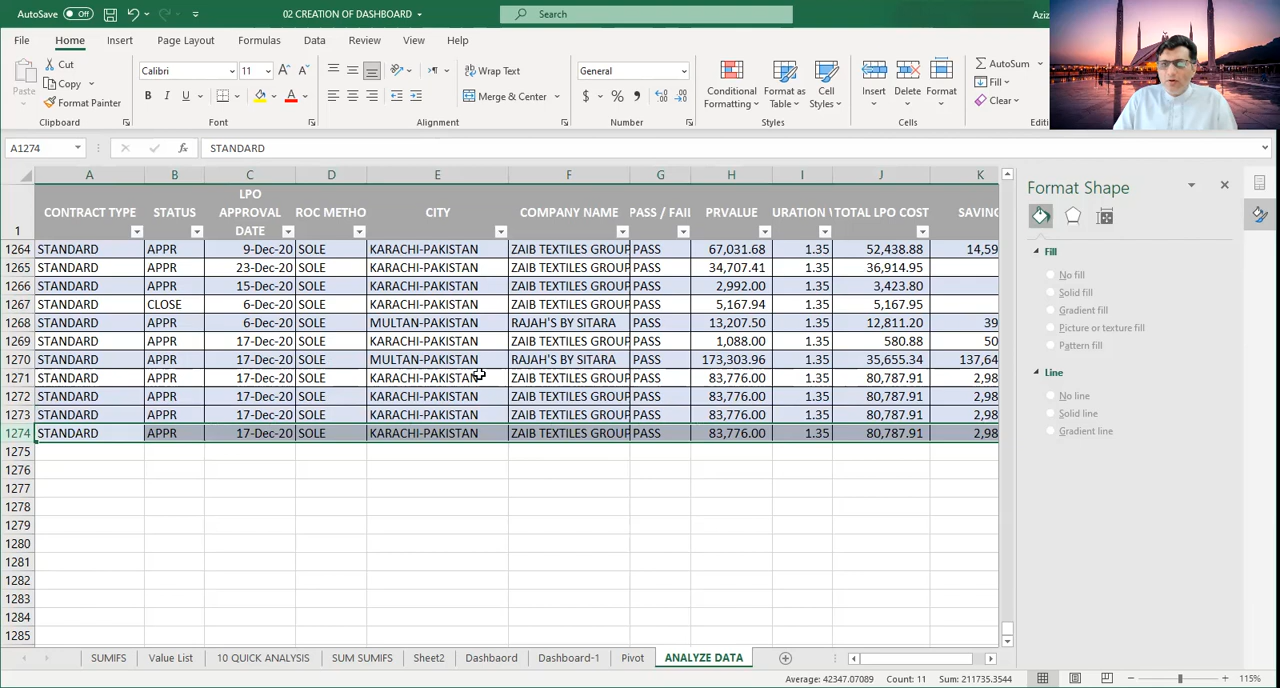 AutoSave Off 02 CREATION OF DASHBOARD Search Aziz
File Home Insert Page Layout Formulas Data Review View Help
Paste Cut Copy Format Painter Clipboard
Calibri 11 B I U Font
Wrap Text Merge & Center Alignment
General $ % Number
Conditional Formatting Format as Table Cell Styles Styles
Insert Delete Format Cells
AutoSum Fill Clear Editi
A1274 fx STANDARD
A B C D E F G H I J K
1 CONTRACT TYPE STATUS LPO APPROVAL DATE ROC METHO CITY COMPANY NAME PASS / FAIL PRVALUE URATION TOTAL LPO COST SAVING
1264 STANDARD APPR 9-Dec-20 SOLE KARACHI-PAKISTAN ZAIB TEXTILES GROUP PASS 67,031.68 1.35 52,438.88 14,59
1265 STANDARD APPR 23-Dec-20 SOLE KARACHI-PAKISTAN ZAIB TEXTILES GROUP PASS 34,707.41 1.35 36,914.95
1266 STANDARD APPR 15-Dec-20 SOLE KARACHI-PAKISTAN ZAIB TEXTILES GROUP PASS 2,992.00 1.35 3,423.80
1267 STANDARD CLOSE 6-Dec-20 SOLE KARACHI-PAKISTAN ZAIB TEXTILES GROUP PASS 5,167.94 1.35 5,167.95
1268 STANDARD APPR 6-Dec-20 SOLE MULTAN-PAKISTAN RAJAH'S BY SITARA PASS 13,207.50 1.35 12,811.20 39
1269 STANDARD APPR 17-Dec-20 SOLE KARACHI-PAKISTAN ZAIB TEXTILES GROUP PASS 1,088.00 1.35 580.88 50
1270 STANDARD APPR 17-Dec-20 SOLE MULTAN-PAKISTAN RAJAH'S BY SITARA PASS 173,303.96 1.35 35,655.34 137,64
1271 STANDARD APPR 17-Dec-20 SOLE KARACHI-PAKISTAN ZAIB TEXTILES GROUP PASS 83,776.00 1.35 80,787.91 2,98
1272 STANDARD APPR 17-Dec-20 SOLE KARACHI-PAKISTAN ZAIB TEXTILES GROUP PASS 83,776.00 1.35 80,787.91 2,98
1273 STANDARD APPR 17-Dec-20 SOLE KARACHI-PAKISTAN ZAIB TEXTILES GROUP PASS 83,776.00 1.35 80,787.91 2,98
1274 STANDARD APPR 17-Dec-20 SOLE KARACHI-PAKISTAN ZAIB TEXTILES GROUP PASS 83,776.00 1.35 80,787.91 2,98
1275
1276
1277
1278
1279
1280
1281
1282
1283
1284
1285
Format Shape
Fill
No fill
Solid fill
Gradient fill
Picture or texture fill
Pattern fill
Line
No line
Solid line
Gradient line
SUMIFS Value List 10 QUICK ANALYSIS SUM SUMIFS Sheet2 Dashbaord Dashboard-1 Pivot ANALYZE DATA
Average: 42347.07089 Count: 11 Sum: 211735.3544 115%